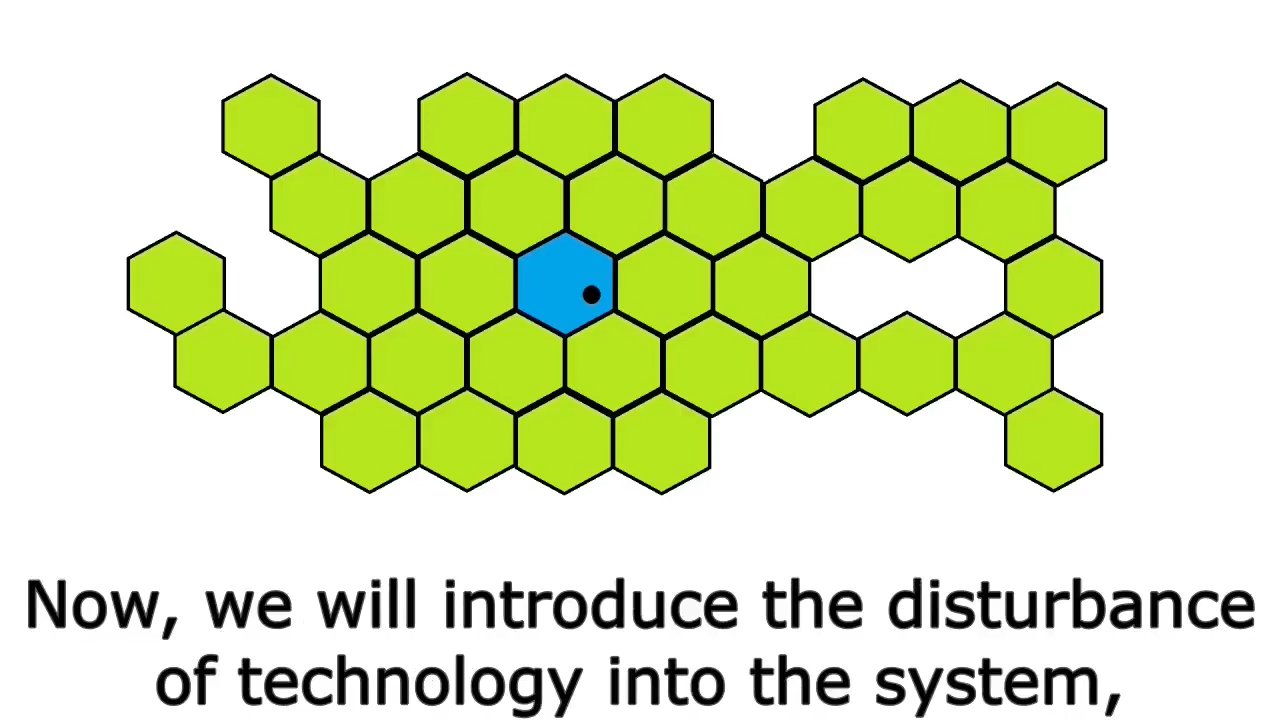 Now, we will introduce the disturbance
of technology into the system,